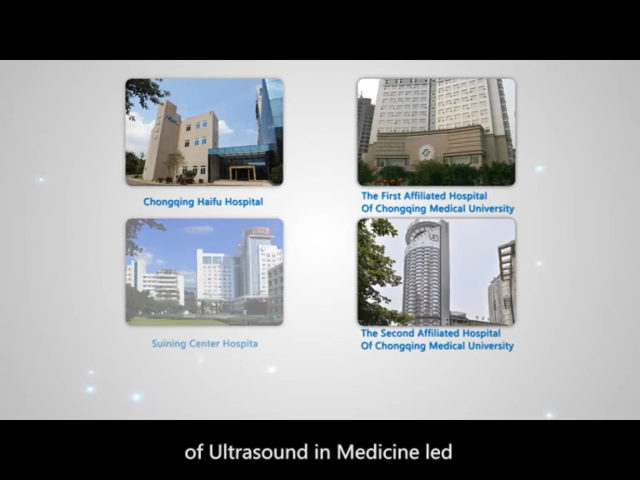 Chongqing Haifu Hospital
The First Affiliated Hospital
Of Chongqing Medical University
Suining Center Hospita
The Second Affiliated Hospital
Of Chongqing Medical University
of Ultrasound in Medicine led